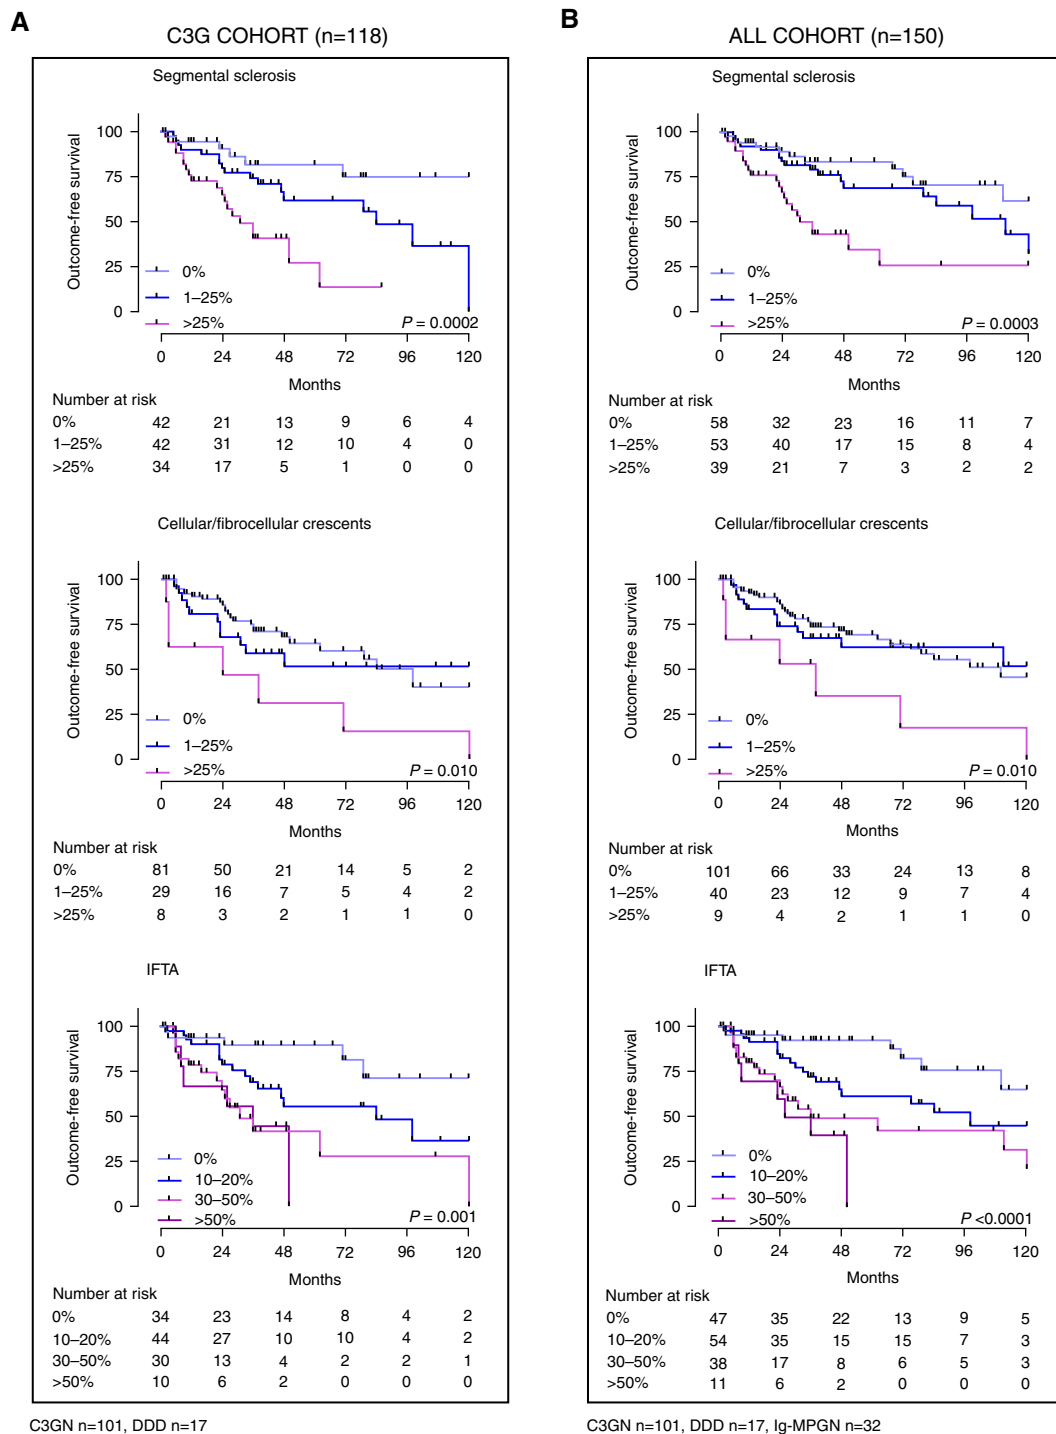 A
C3G COHORT (n=118)
Segmental sclerosis
Outcome-free survival
100
75
50
25
0
0%
1–25%
>25%
P = 0.0002
0 24 48 72 96 120
Months
Number at risk
0% 42 21 13 9 6 4
1–25% 42 31 12 10 4 0
>25% 34 17 5 1 0 0
Cellular/fibrocellular crescents
Outcome-free survival
100
75
50
25
0
0%
1–25%
>25%
P = 0.010
0 24 48 72 96 120
Months
Number at risk
0% 81 50 21 14 5 2
1–25% 29 16 7 5 4 2
>25% 8 3 2 1 1 0
IFTA
Outcome-free survival
100
75
50
25
0
0%
10–20%
30–50%
>50%
P = 0.001
0 24 48 72 96 120
Months
Number at risk
0% 34 23 14 8 4 2
10–20% 44 27 10 10 4 2
30–50% 30 13 4 2 2 1
>50% 10 6 2 0 0 0
C3GN n=101, DDD n=17
B
ALL COHORT (n=150)
Segmental sclerosis
Outcome-free survival
100
75
50
25
0
0%
1–25%
>25%
P = 0.0003
0 24 48 72 96 120
Months
Number at risk
0% 58 32 23 16 11 7
1–25% 53 40 17 15 8 4
>25% 39 21 7 3 2 2
Cellular/fibrocellular crescents
Outcome-free survival
100
75
50
25
0
0%
1–25%
>25%
P = 0.010
0 24 48 72 96 120
Months
Number at risk
0% 101 66 33 24 13 8
1–25% 40 23 12 9 7 4
>25% 9 4 2 1 1 0
IFTA
Outcome-free survival
100
75
50
25
0
0%
10–20%
30–50%
>50%
P <0.0001
0 24 48 72 96 120
Months
Number at risk
0% 47 35 22 13 9 5
10–20% 54 35 15 15 7 3
30–50% 38 17 8 6 5 3
>50% 11 6 2 0 0 0
C3GN n=101, DDD n=17, Ig-MPGN n=32